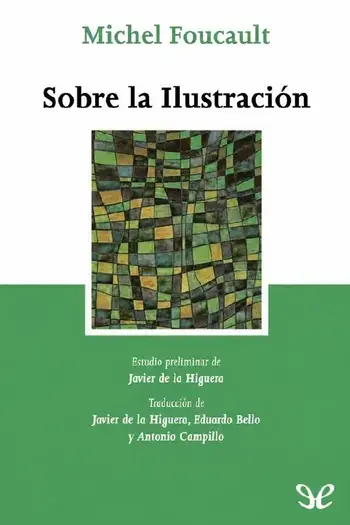 Michel Foucault
Sobre la Ilustración
Estudio preliminar de
Javier de la Higuera
Traducción de
Javier de la Higuera, Eduardo Bello
y Antonio Campillo